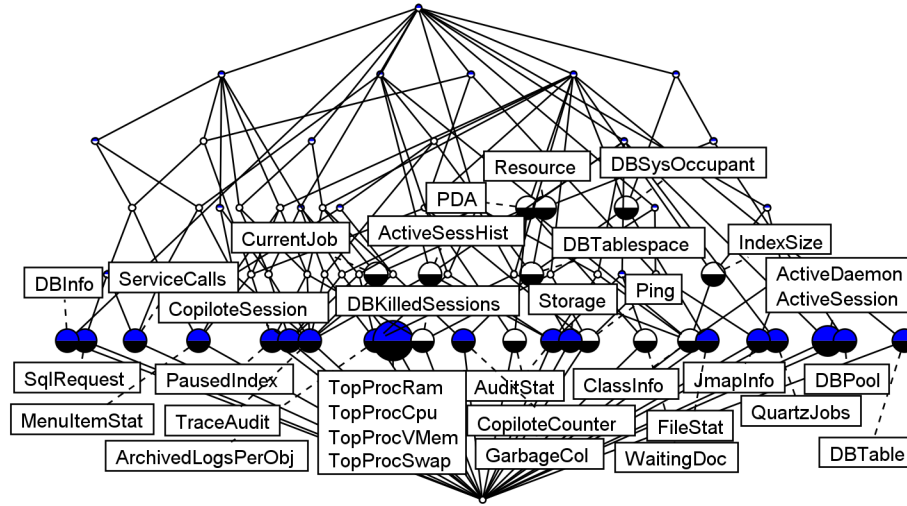 Resource
DBSysOccupant
PDA
CurrentJob
ActiveSessHist
DBTablespace
IndexSize
DBInfo
ServiceCalls
CopiloteSession
DBKilledSessions
Storage
Ping
ActiveDaemon
ActiveSession
SqlRequest
PausedIndex
TopProcRam
TopProcCpu
TopProcVMem
TopProcSwap
AuditStat
ClassInfo
JmapInfo
DBPool
MenuItemStat
TraceAudit
CopiloteCounter
FileStat
QuartzJobs
ArchivedLogsPerObj
GarbageCol
WaitingDoc
DBTable